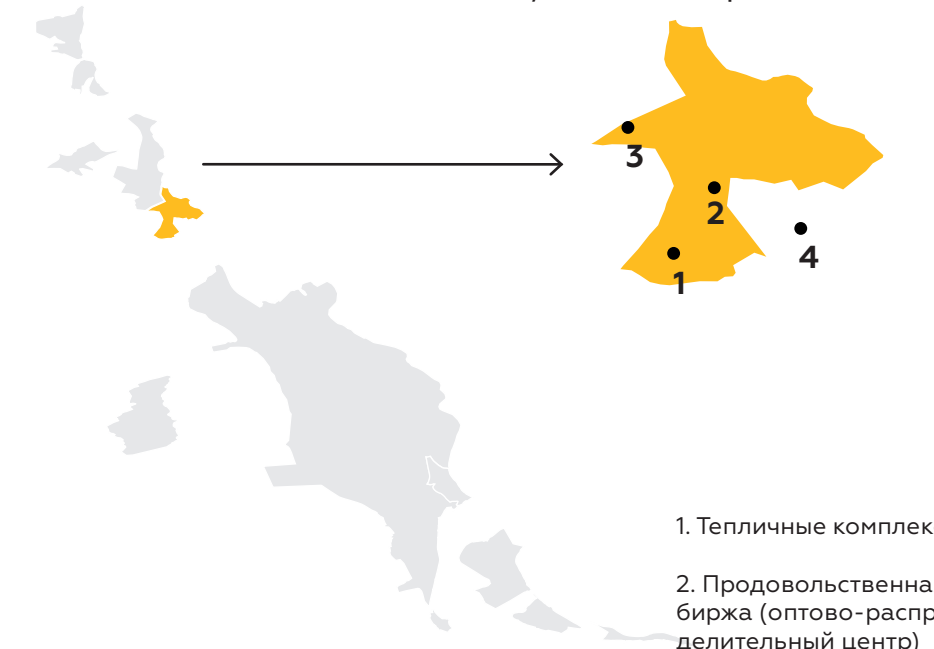 3
2
4
1
1. Тепличные комплек
2. Продовольственна
биржа (оптово-распр
делительный центр)